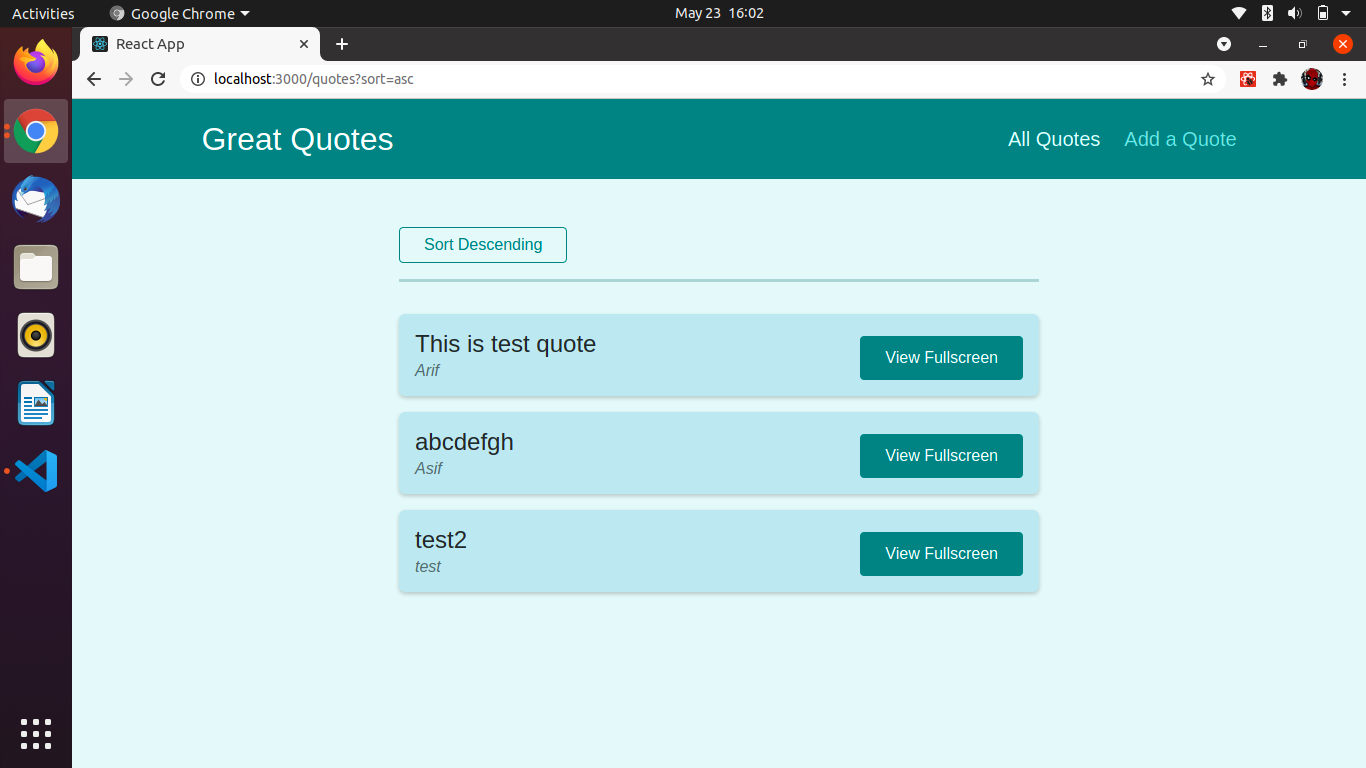 Activities
Google Chrome
May 23 16:02
React App
localhost:3000/quotes?sort=asc
Great Quotes
All Quotes
Add a Quote
Sort Descending
This is test quote
Arif
View Fullscreen
abcdefgh
Asif
View Fullscreen
test2
test
View Fullscreen